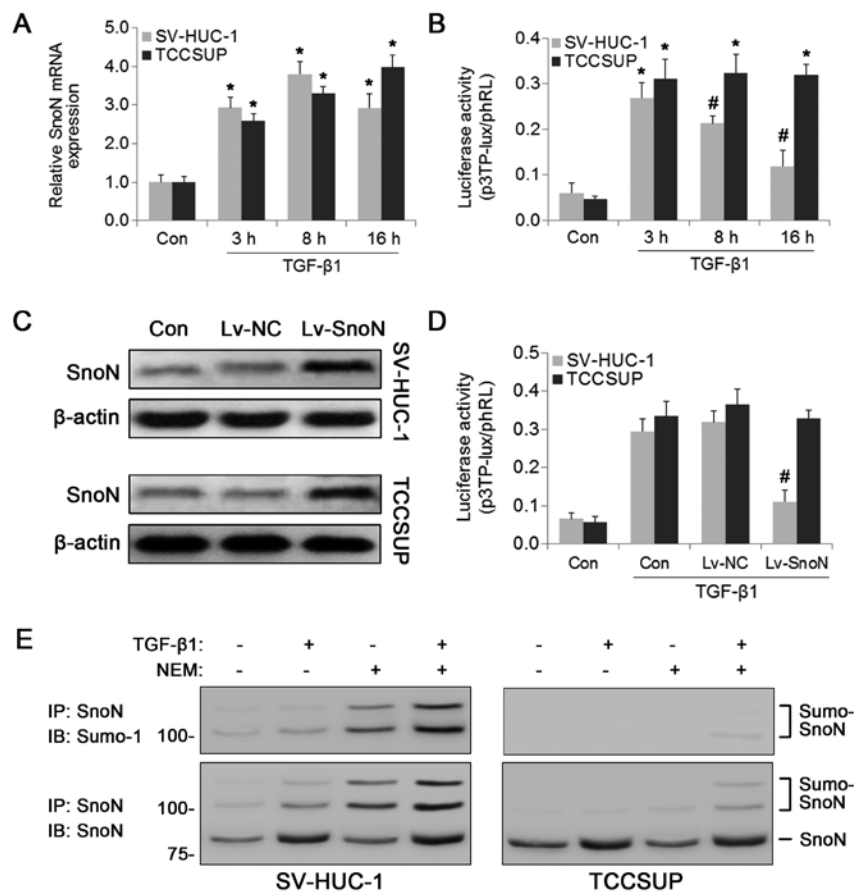 A
Relative SnoN mRNA
expression
5.0
4.0
3.0
2.0
1.0
0.0
SV-HUC-1
TCCSUP
* * * * * *
Con 3 h 8 h 16 h
TGF-β1
B
Luciferase activity
(p3TP-lux/phRL)
0.4
0.3
0.2
0.1
0.0
SV-HUC-1
TCCSUP
* * # * # *
Con 3 h 8 h 16 h
TGF-β1
C
Con Lv-NC Lv-SnoN
SnoN
β-actin
SV-HUC-1
SnoN
β-actin
TCCSUP
D
Luciferase activity
(p3TP-lux/phRL)
0.5
0.4
0.3
0.2
0.1
0.0
SV-HUC-1
TCCSUP
#
Con Con Lv-NC Lv-SnoN
TGF-β1
E
TGF-β1: - + - + - + - +
NEM: - - + + - - + +
IP: SnoN
IB: Sumo-1
100-
Sumo-
SnoN
IP: SnoN
IB: SnoN
100-
75-
Sumo-
SnoN
SnoN
SV-HUC-1 TCCSUP